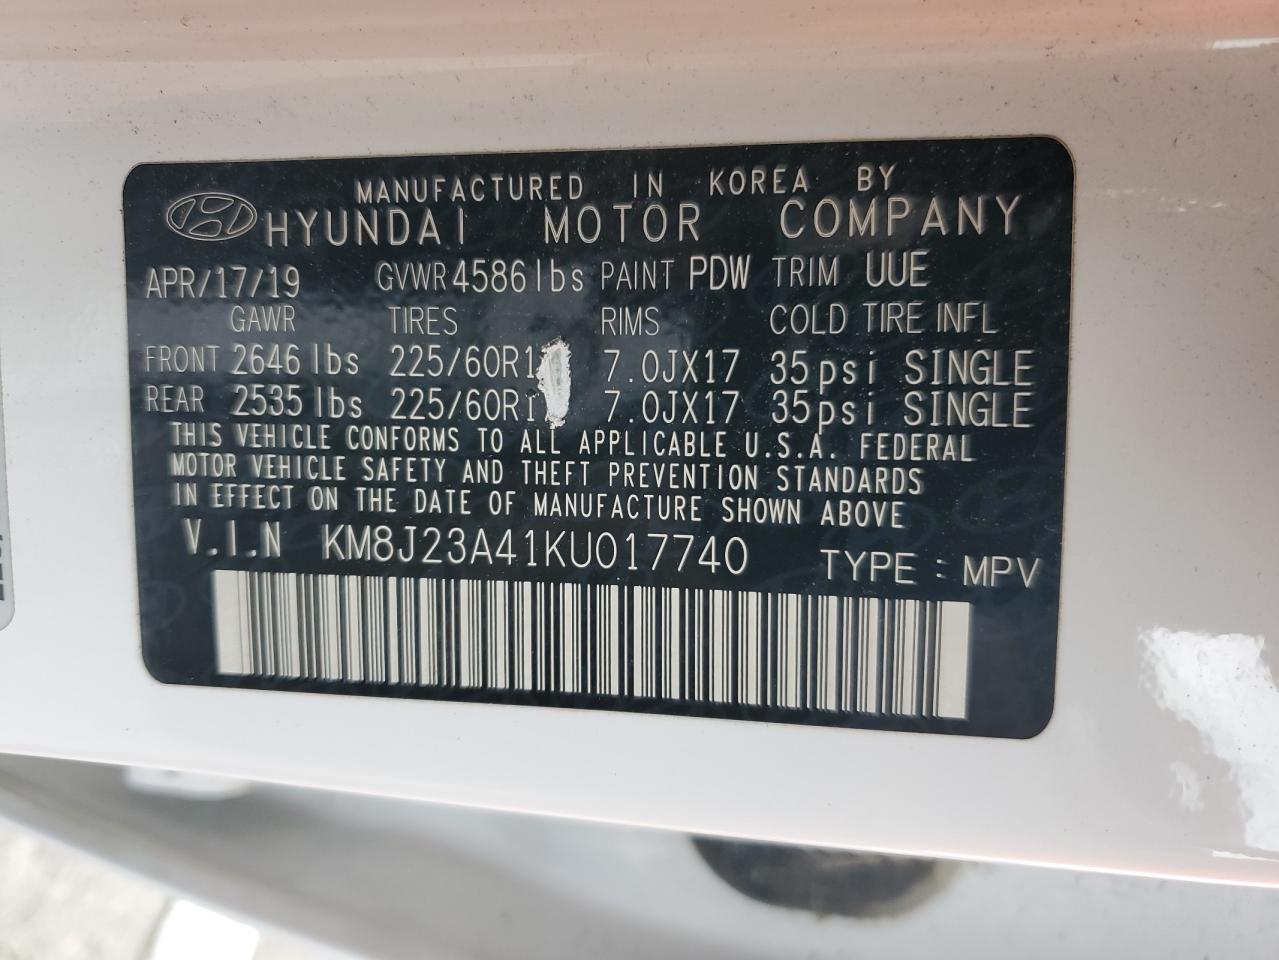 MANUFACTURED IN KOREA BY
HYUNDAI MOTOR COMPANY
APR/17/19 GVWR 4586 lbs PAINT PDW TRIM UUE
GAWR TIRES RIMS COLD TIRE INFL
FRONT 2646 lbs 7.0JX17 35psi SINGLE
REAR 2535 lbs 7.0JX17 35psi SINGLE
THIS VEHICLE CONFORMS TO ALL APPLICABLE U.S.A. FEDERAL
MOTOR VEHICLE SAFETY AND THEFT PREVENTION STANDARDS
IN EFFECT ON THE DATE OF MANUFACTURE SHOWN ABOVE
V.I.N KM8J23A41KU017740 TYPE : MPV